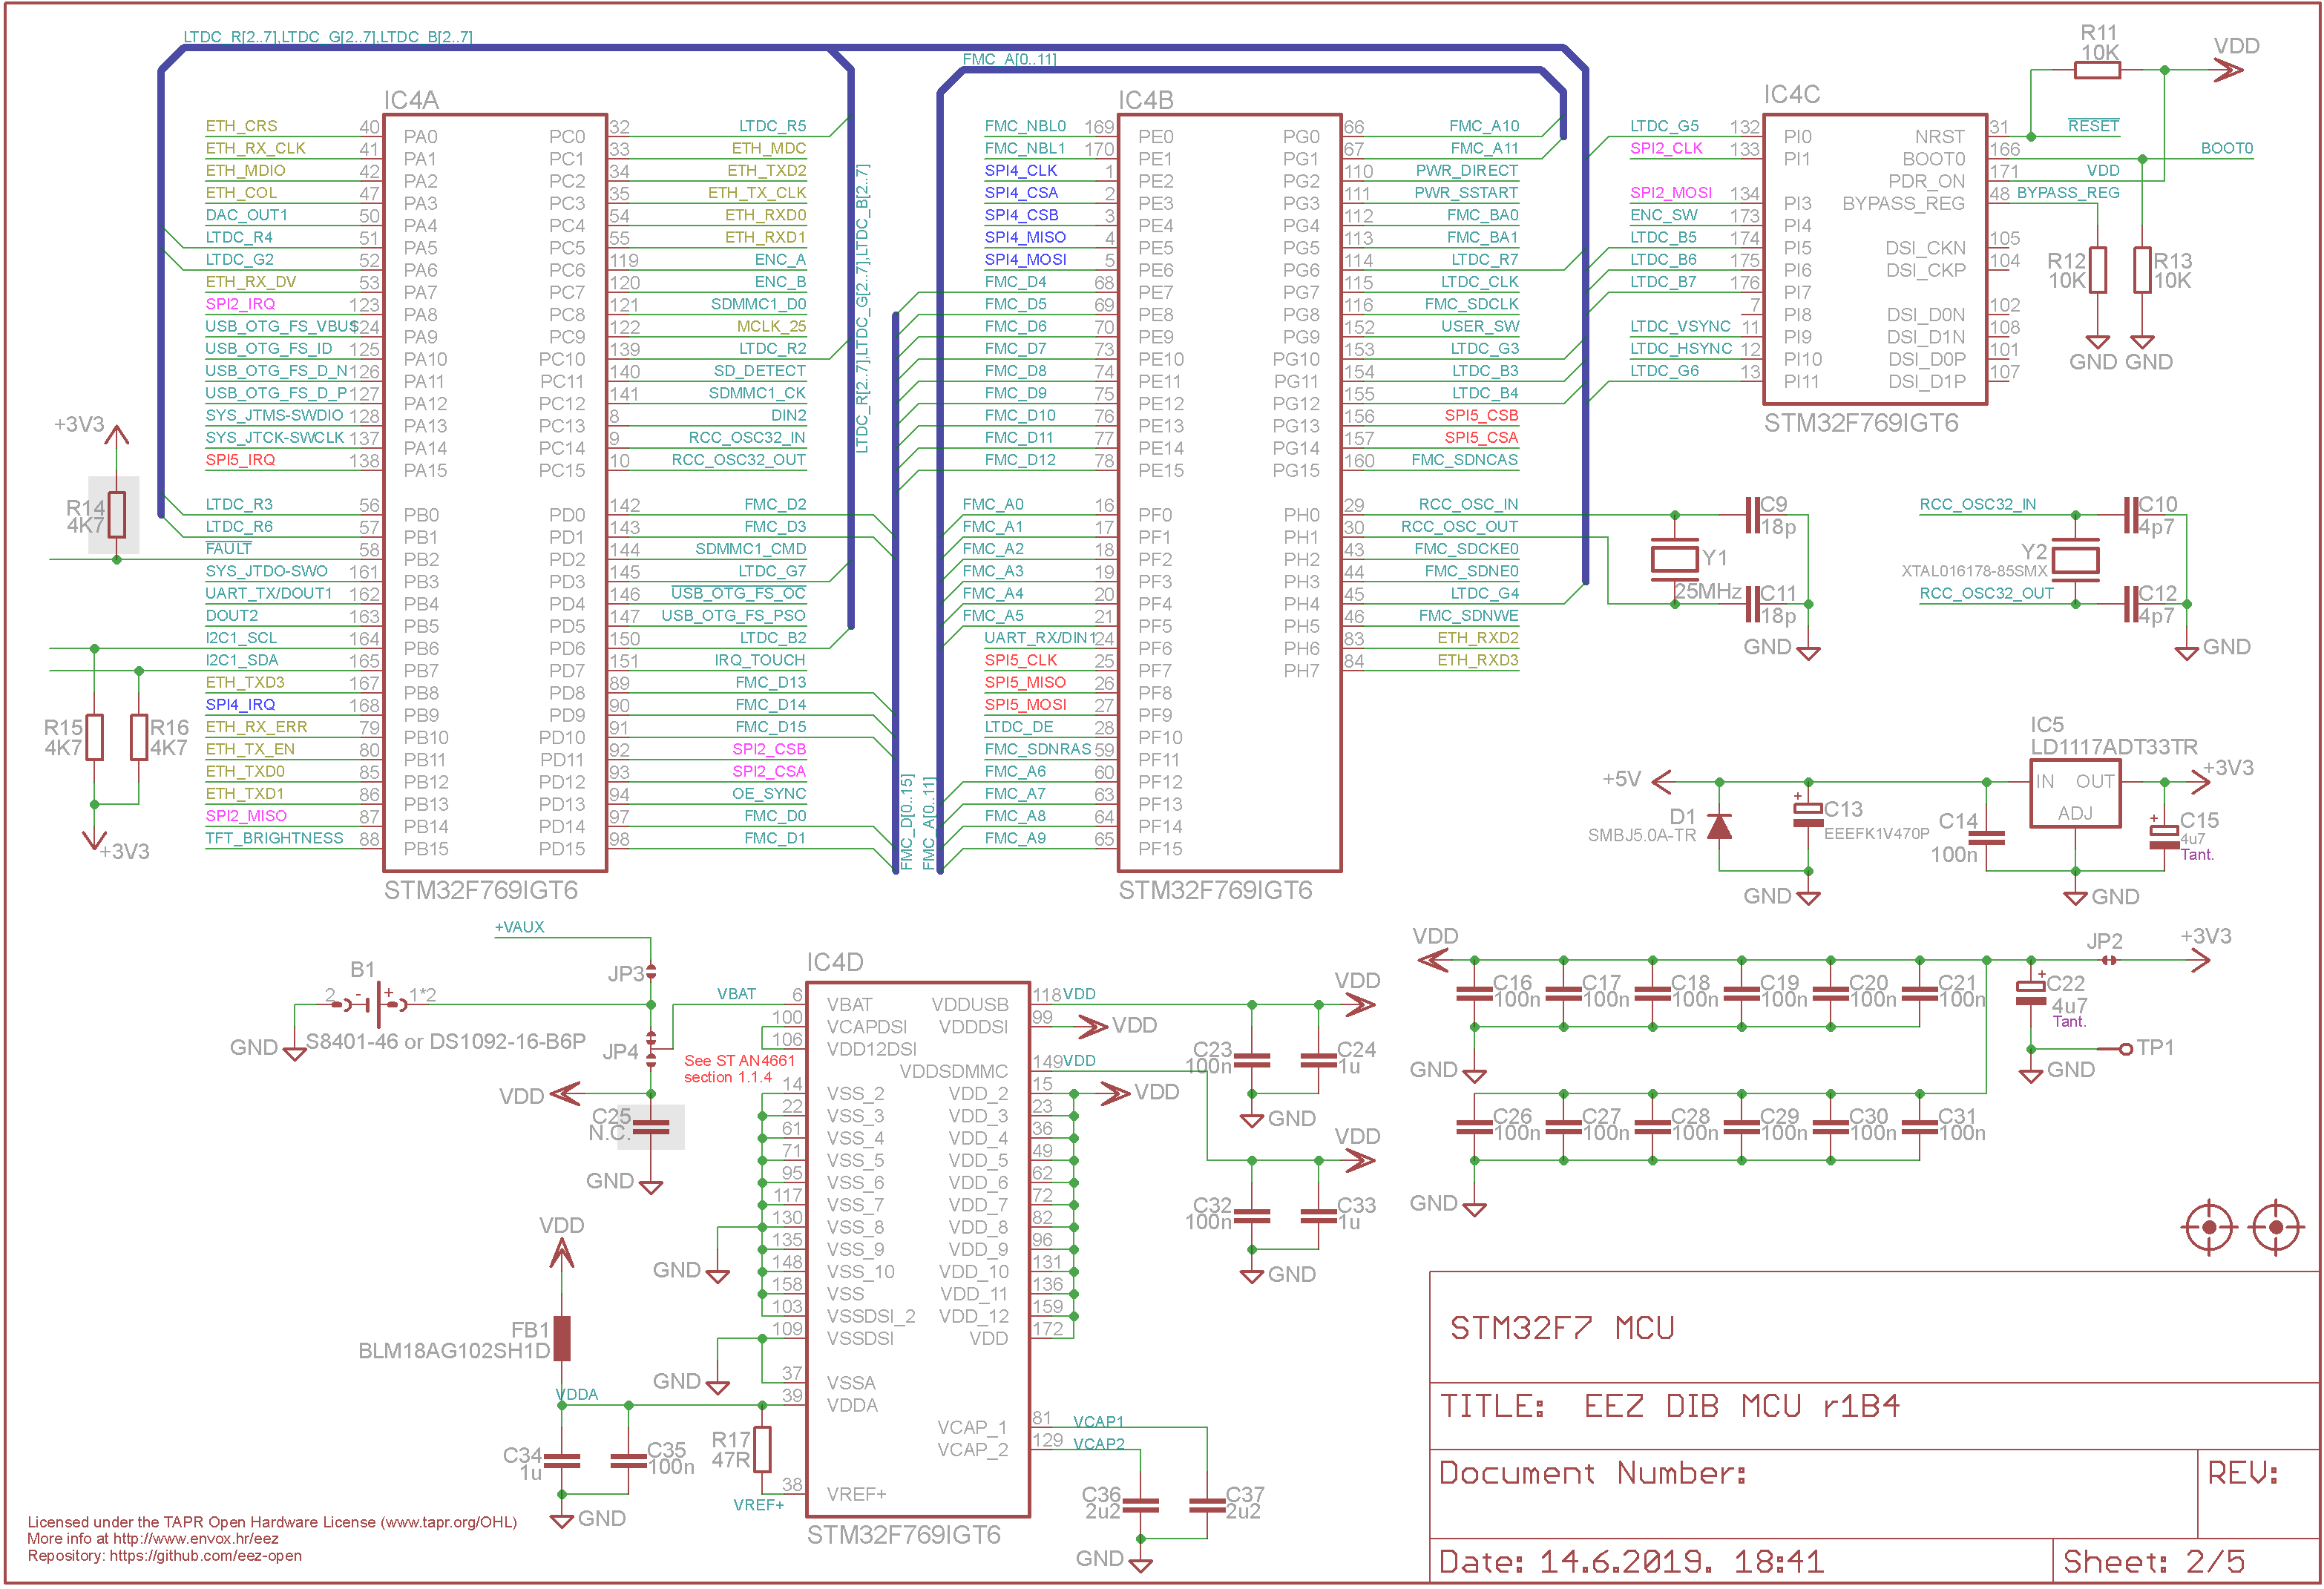 LTDC_R[2..7],LTDC_G[2..7],LTDC_B[2..7]
FMC_A[0..11]
IC4A
ETH_CRS 40 PA0
ETH_RX_CLK 41 PA1
ETH_MDIO 42 PA2
ETH_COL 47 PA3
DAC_OUT1 50 PA4
LTDC_R4 51 PA5
LTDC_G2 52 PA6
ETH_RX_DV 53 PA7
SPI2_IRQ 123 PA8
USB_OTG_FS_VBUS 124 PA9
USB_OTG_FS_ID 125 PA10
USB_OTG_FS_D_N 126 PA11
USB_OTG_FS_D_P 127 PA12
SYS_JTMS-SWDIO 128 PA13
SYS_JTCK-SWCLK 137 PA14
SPI5_IRQ 138 PA15
LTDC_R3 56 PB0
LTDC_R6 57 PB1
FAULT 58 PB2
SYS_JTDO-SWO 161 PB3
UART_TX/DOUT1 162 PB4
DOUT2 163 PB5
I2C1_SCL 164 PB6
I2C1_SDA 165 PB7
ETH_TXD3 167 PB8
SPI4_IRQ 168 PB9
ETH_RX_ERR 79 PB10
ETH_TX_EN 80 PB11
ETH_TXD0 85 PB12
ETH_TXD1 86 PB13
SPI2_MISO 87 PB14
TFT_BRIGHTNESS 88 PB15
PC0 32 LTDC_R5
PC1 33 ETH_MDC
PC2 34 ETH_TXD2
PC3 35 ETH_TX_CLK
PC4 54 ETH_RXD0
PC5 55 ETH_RXD1
PC6 119 ENC_A
PC7 120 ENC_B
PC8 121 SDMMC1_D0
PC9 122 MCLK_25
PC10 139 LTDC_R2
PC11 140 SD_DETECT
PC12 141 SDMMC1_CK
PC13 8 DIN2
PC14 9 RCC_OSC32_IN
PC15 10 RCC_OSC32_OUT
PD0 142 FMC_D2
PD1 143 FMC_D3
PD2 144 SDMMC1_CMD
PD3 145 LTDC_G7
PD4 146 USB_OTG_FS_OC
PD5 147 USB_OTG_FS_PSO
PD6 150 LTDC_B2
PD7 151 IRQ_TOUCH
PD8 89 FMC_D13
PD9 90 FMC_D14
PD10 91 FMC_D15
PD11 92 SPI2_CSB
PD12 93 SPI2_CSA
PD13 94 OE_SYNC
PD14 97 FMC_D0
PD15 98 FMC_D1
STM32F769IGT6
LTDC_R[2..7],LTDC_G[2..7],LTDC_B[2..7]
FMC_D[0..15]
FMC_A[0..11]
+3V3
R14
4K7
R15
4K7
R16
4K7
+3V3
IC4B
FMC_NBL0 169 PE0
FMC_NBL1 170 PE1
SPI4_CLK 1 PE2
SPI4_CSA 2 PE3
SPI4_CSB 3 PE4
SPI4_MISO 4 PE5
SPI4_MOSI 5 PE6
FMC_D4 68 PE7
FMC_D5 69 PE8
FMC_D6 70 PE9
FMC_D7 73 PE10
FMC_D8 74 PE11
FMC_D9 75 PE12
FMC_D10 76 PE13
FMC_D11 77 PE14
FMC_D12 78 PE15
FMC_A0 16 PF0
FMC_A1 17 PF1
FMC_A2 18 PF2
FMC_A3 19 PF3
FMC_A4 20 PF4
FMC_A5 21 PF5
UART_RX/DIN1 24 PF6
SPI5_CLK 25 PF7
SPI5_MISO 26 PF8
SPI5_MOSI 27 PF9
LTDC_DE 28 PF10
FMC_SDNRAS 59 PF11
FMC_A6 60 PF12
FMC_A7 63 PF13
FMC_A8 64 PF14
FMC_A9 65 PF15
PG0 66 FMC_A10
PG1 67 FMC_A11
PG2 110 PWR_DIRECT
PG3 111 PWR_SSTART
PG4 112 FMC_BA0
PG5 113 FMC_BA1
PG6 114 LTDC_R7
PG7 115 LTDC_CLK
PG8 116 FMC_SDCLK
PG9 152 USER_SW
PG10 153 LTDC_G3
PG11 154 LTDC_B3
PG12 155 LTDC_B4
PG13 156 SPI5_CSB
PG14 157 SPI5_CSA
PG15 160 FMC_SDNCAS
PH0 29 RCC_OSC_IN
PH1 30 RCC_OSC_OUT
PH2 43 FMC_SDCKE0
PH3 44 FMC_SDNE0
PH4 45 LTDC_G4
PH5 46 FMC_SDNWE
PH6 83 ETH_RXD2
PH7 84 ETH_RXD3
STM32F769IGT6
IC4C
LTDC_G5 132 PI0
SPI2_CLK 133 PI1
SPI2_MOSI 134 PI3
ENC_SW 173 PI4
LTDC_B5 174 PI5
LTDC_B6 175 PI6
LTDC_B7 176 PI7
7 PI8
LTDC_VSYNC 11 PI9
LTDC_HSYNC 12 PI10
LTDC_G6 13 PI11
NRST 31 RESET
BOOT0 166 BOOT0
PDR_ON 171 VDD
BYPASS_REG 48 BYPASS_REG
DSI_CKN 105
DSI_CKP 104
DSI_D0N 102
DSI_D1N 108
DSI_D0P 101
DSI_D1P 107
STM32F769IGT6
R11
10K
VDD
R12
10K
R13
10K
GND GND
C9
18p
Y1
25MHz
C11
18p
GND
RCC_OSC32_IN
C10
4p7
Y2
XTAL016178-85SMX
RCC_OSC32_OUT
C12
4p7
GND
IC5
LD1117ADT33TR
+5V
IN OUT
ADJ
+3V3
D1
SMBJ5.0A-TR
+
C13
EEEFK1V470P
C14
100n
+
C15
4u7
Tant.
GND
GND
+VAUX
JP3
B1
2 - + 1*2
S8401-46 or DS1092-16-B6P
GND
JP4
See ST AN4661
section 1.1.4
VDD
C25
N.C.
GND
VDD
FB1
BLM18AG102SH1D
VDDA
C34
1u
C35
100n
GND
R17
47R
VREF+
IC4D
VBAT 6 VBAT
100 VCAPDSI
106 VDD12DSI
14 VSS_2
22 VSS_3
61 VSS_4
71 VSS_5
95 VSS_6
117 VSS_7
130 VSS_8
135 VSS_9
148 VSS_10
158 VSS
103 VSSDSI_2
109 VSSDSI
37 VSSA
39 VDDA
38 VREF+
GND
GND
VDDUSB 118 VDD
VDDDSI 99 VDD
VDDSDMMC 149 VDD
VDD_2 15 VDD
VDD_3 23
VDD_4 36
VDD_5 49
VDD_6 62
VDD_7 72
VDD_8 82
VDD_9 96
VDD_10 131
VDD_11 136
VDD_12 159
VDD 172
VCAP_1 81 VCAP1
VCAP_2 129 VCAP2
STM32F769IGT6
VDD
C23
100n
C24
1u
GND
VDD
C32
100n
C33
1u
GND
C36
2u2
C37
2u2
GND
VDD
JP2
+3V3
C16
100n
C17
100n
C18
100n
C19
100n
C20
100n
C21
100n
+
C22
4u7
Tant.
TP1
GND
GND
C26
100n
C27
100n
C28
100n
C29
100n
C30
100n
C31
100n
GND
STM32F7 MCU
TITLE: EEZ DIB MCU r1B4
Document Number:
REV:
Date: 14.6.2019. 18:41
Sheet: 2/5
Licensed under the TAPR Open Hardware License (www.tapr.org/OHL)
More info at http://www.envox.hr/eez
Repository: https://github.com/eez-open